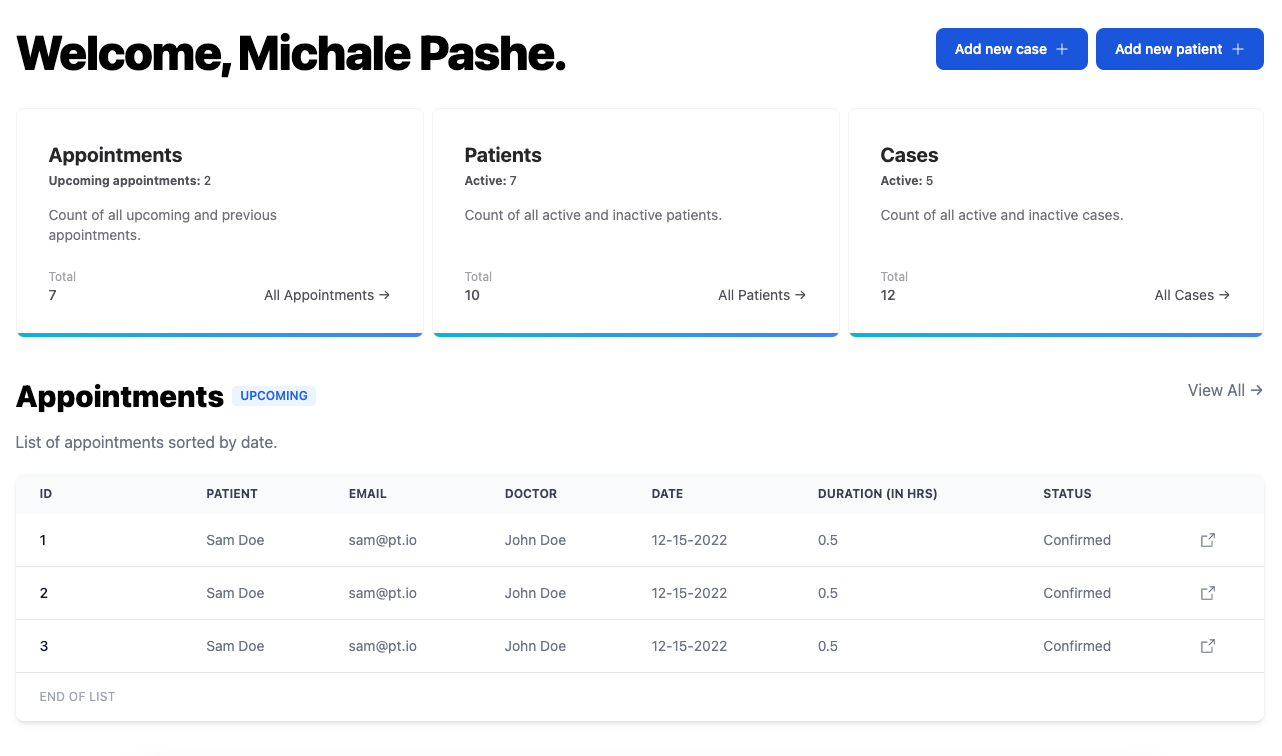 Welcome, Michale Pashe.
Add new case +
Add new patient +
Appointments
Upcoming appointments: 2
Count of all upcoming and previous
appointments.
Total
7
All Appointments →
Patients
Active: 7
Count of all active and inactive patients.
Total
10
All Patients →
Cases
Active: 5
Count of all active and inactive cases.
Total
12
All Cases →
Appointments UPCOMING
View All →
List of appointments sorted by date.
ID PATIENT EMAIL DOCTOR DATE DURATION (IN HRS) STATUS
1 Sam Doe sam@pt.io John Doe 12-15-2022 0.5 Confirmed
2 Sam Doe sam@pt.io John Doe 12-15-2022 0.5 Confirmed
3 Sam Doe sam@pt.io John Doe 12-15-2022 0.5 Confirmed
END OF LIST